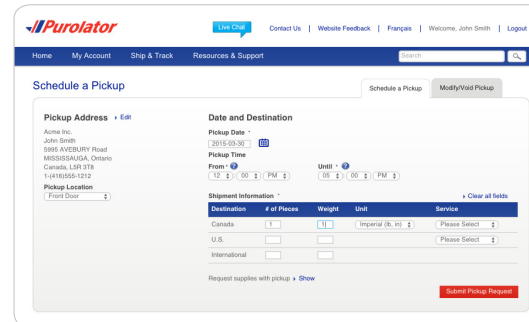 Purolator
Live Chat Contact Us | Website Feedback | Français | Welcome, John Smith | Logout
Home My Account Ship & Track Resources & Support Search
Schedule a Pickup
Schedule a Pickup Modify/Void Pickup
Pickup Address Edit
Acme Inc.
John Smith
5995 AVEBURY Road
MISSISSAUGA, Ontario
Canada, L5R 3T8
1-(416)555-1212
Pickup Location
Front Door
Date and Destination
Pickup Date *
2015-03-30
Pickup Time
From * ? Until * ?
12 : 00 PM 05 : 00 PM
Shipment Information * Clear all fields
Destination # of Pieces Weight Unit Service
Canada 1 1 Imperial (lb, in) Please Select
U.S. Please Select
International
Request supplies with pickup Show
Submit Pickup Request